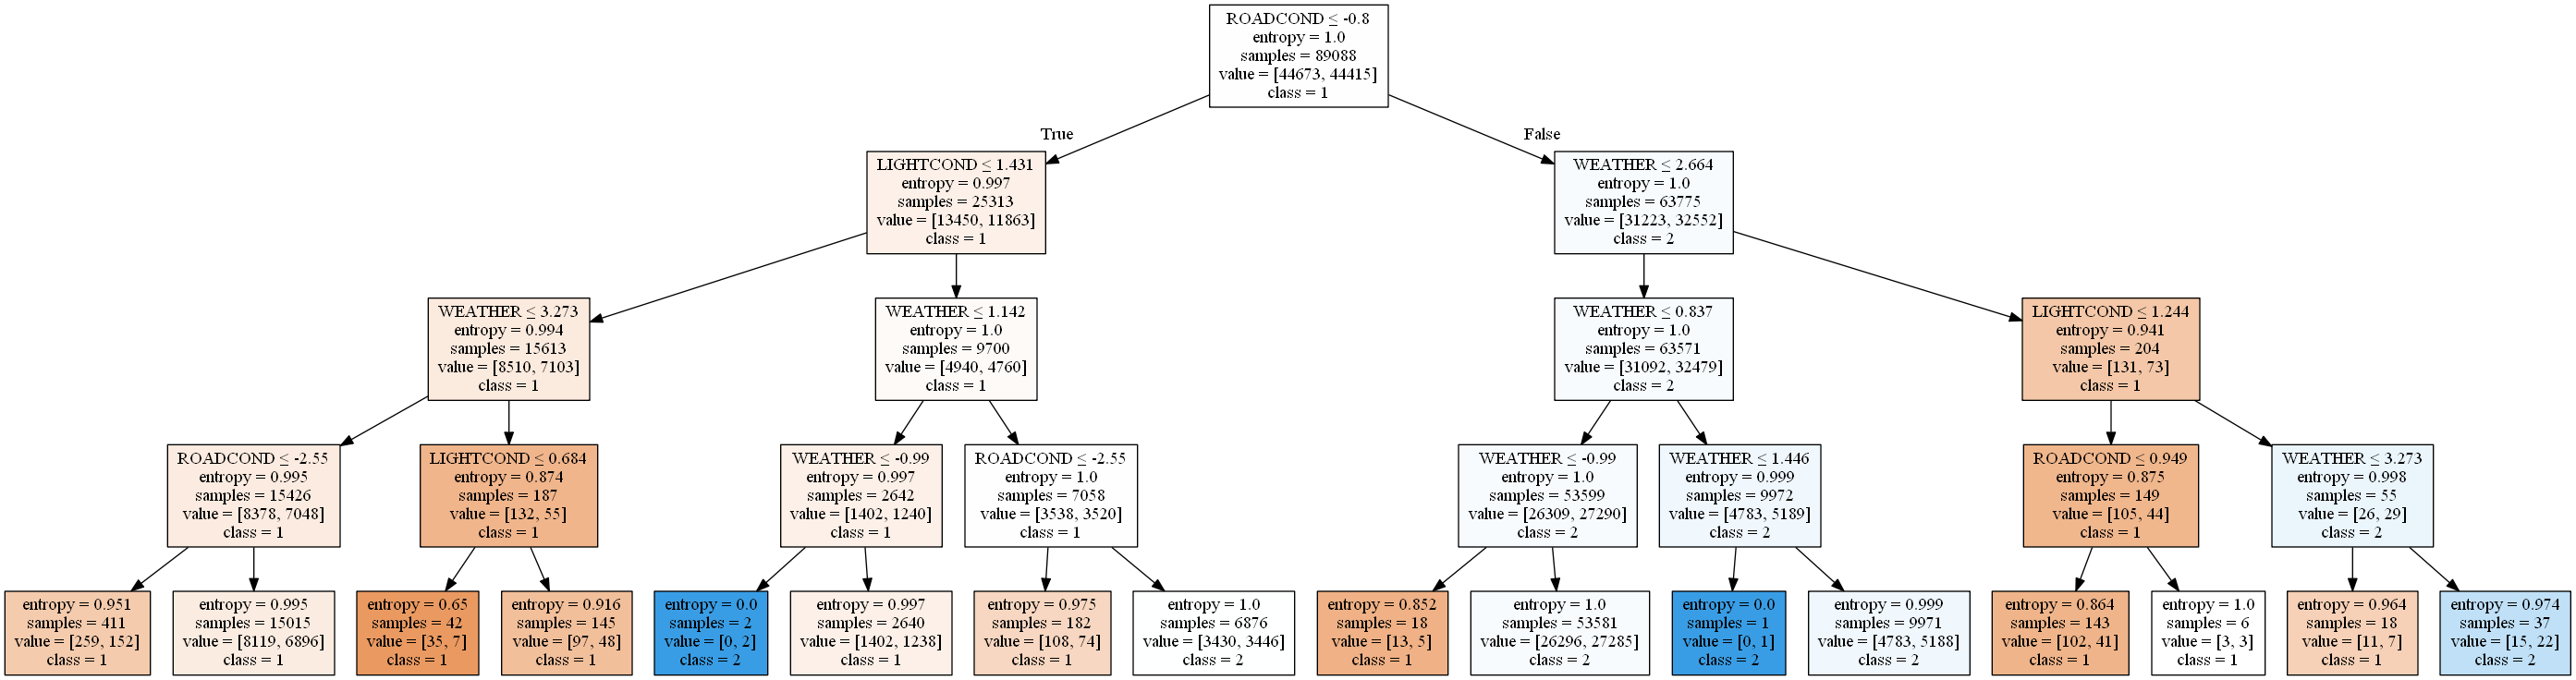 ROADCOND ≤ -0.8
entropy = 1.0
samples = 89088
value = [44673, 44415]
class = 1
True
False
LIGHTCOND ≤ 1.431
entropy = 0.997
samples = 25313
value = [13450, 11863]
class = 1
WEATHER ≤ 2.664
entropy = 1.0
samples = 63775
value = [31223, 32552]
class = 2
WEATHER ≤ 3.273
entropy = 0.994
samples = 15613
value = [8510, 7103]
class = 1
WEATHER ≤ 1.142
entropy = 1.0
samples = 9700
value = [4940, 4760]
class = 1
WEATHER ≤ 0.837
entropy = 1.0
samples = 63571
value = [31092, 32479]
class = 2
LIGHTCOND ≤ 1.244
entropy = 0.941
samples = 204
value = [131, 73]
class = 1
ROADCOND ≤ -2.55
entropy = 0.995
samples = 15426
value = [8378, 7048]
class = 1
LIGHTCOND ≤ 0.684
entropy = 0.874
samples = 187
value = [132, 55]
class = 1
WEATHER ≤ -0.99
entropy = 0.997
samples = 2642
value = [1402, 1240]
class = 1
ROADCOND ≤ -2.55
entropy = 1.0
samples = 7058
value = [3538, 3520]
class = 1
WEATHER ≤ -0.99
entropy = 1.0
samples = 53599
value = [26309, 27290]
class = 2
WEATHER ≤ 1.446
entropy = 0.999
samples = 9972
value = [4783, 5189]
class = 2
ROADCOND ≤ 0.949
entropy = 0.875
samples = 149
value = [105, 44]
class = 1
WEATHER ≤ 3.273
entropy = 0.998
samples = 55
value = [26, 29]
class = 2
entropy = 0.951
samples = 411
value = [259, 152]
class = 1
entropy = 0.995
samples = 15015
value = [8119, 6896]
class = 1
entropy = 0.65
samples = 42
value = [35, 7]
class = 1
entropy = 0.916
samples = 145
value = [97, 48]
class = 1
entropy = 0.0
samples = 2
value = [0, 2]
class = 2
entropy = 0.997
samples = 2640
value = [1402, 1238]
class = 1
entropy = 0.975
samples = 182
value = [108, 74]
class = 1
entropy = 1.0
samples = 6876
value = [3430, 3446]
class = 2
entropy = 0.852
samples = 18
value = [13, 5]
class = 1
entropy = 1.0
samples = 53581
value = [26296, 27285]
class = 2
entropy = 0.0
samples = 1
value = [0, 1]
class = 2
entropy = 0.999
samples = 9971
value = [4783, 5188]
class = 2
entropy = 0.864
samples = 143
value = [102, 41]
class = 1
entropy = 1.0
samples = 6
value = [3, 3]
class = 1
entropy = 0.964
samples = 18
value = [11, 7]
class = 1
entropy = 0.974
samples = 37
value = [15, 22]
class = 2